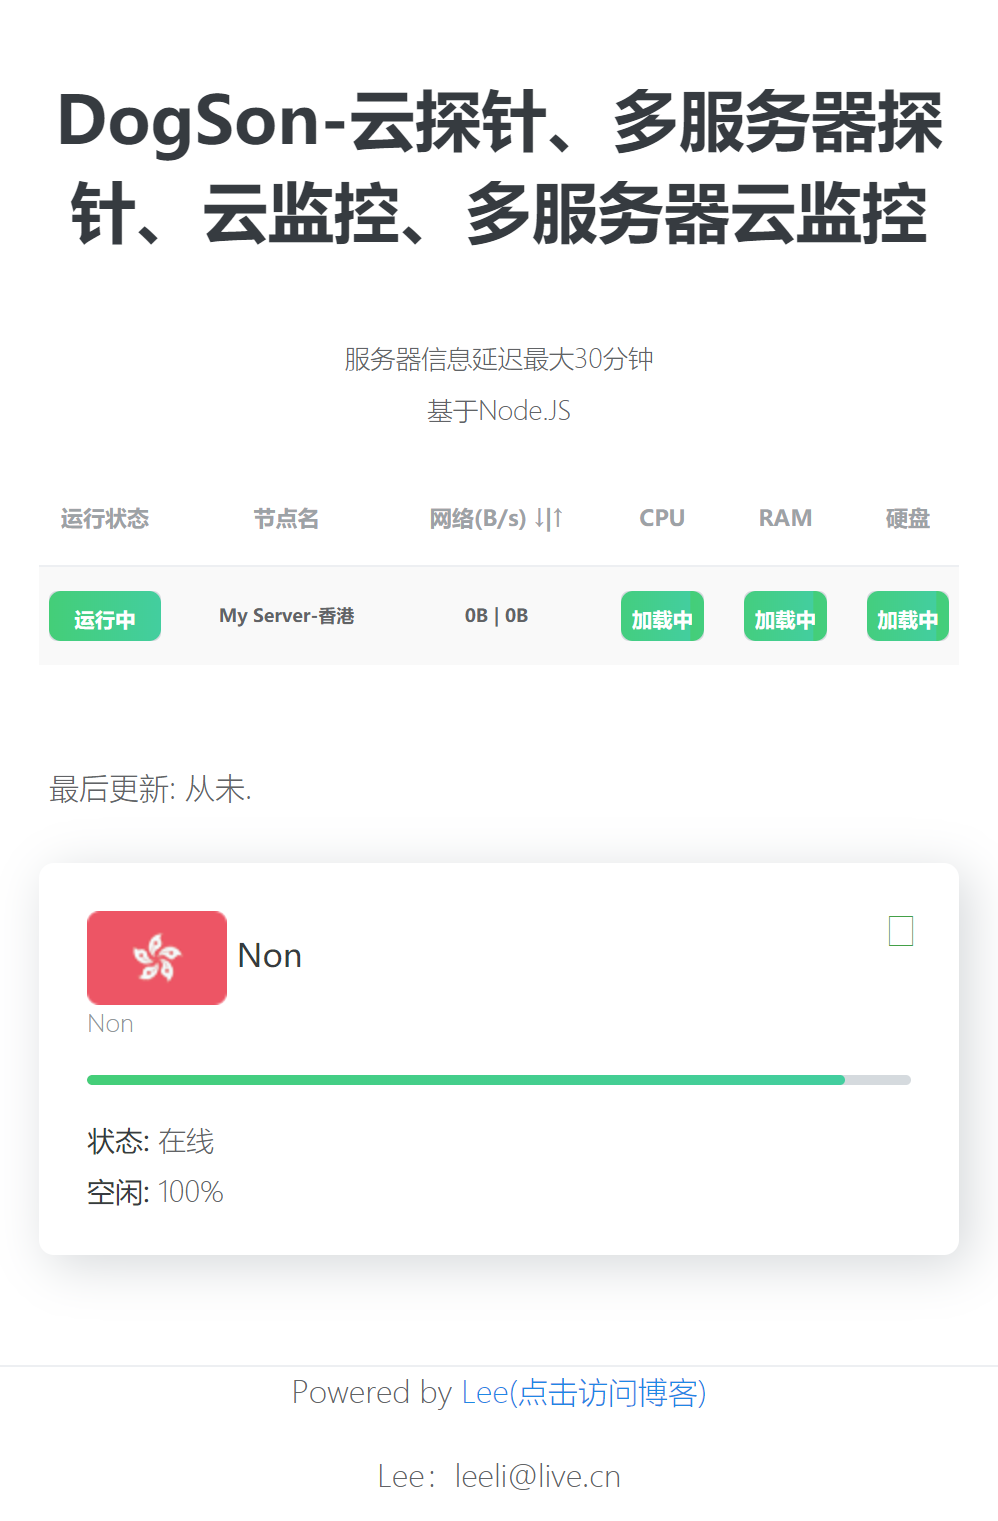 DogSon-云探针、多服务器探
针、云监控、多服务器云监控
服务器信息延迟最大30分钟
基于Node.JS
运行状态 节点名 网络(B/s) ↓|↑ CPU RAM 硬盘
运行中 My Server-香港 0B | 0B 加载中 加载中 加载中
最后更新: 从未.
Non
Non
状态: 在线
空闲: 100%
Powered by Lee(点击访问博客)
Lee：leeli@live.cn